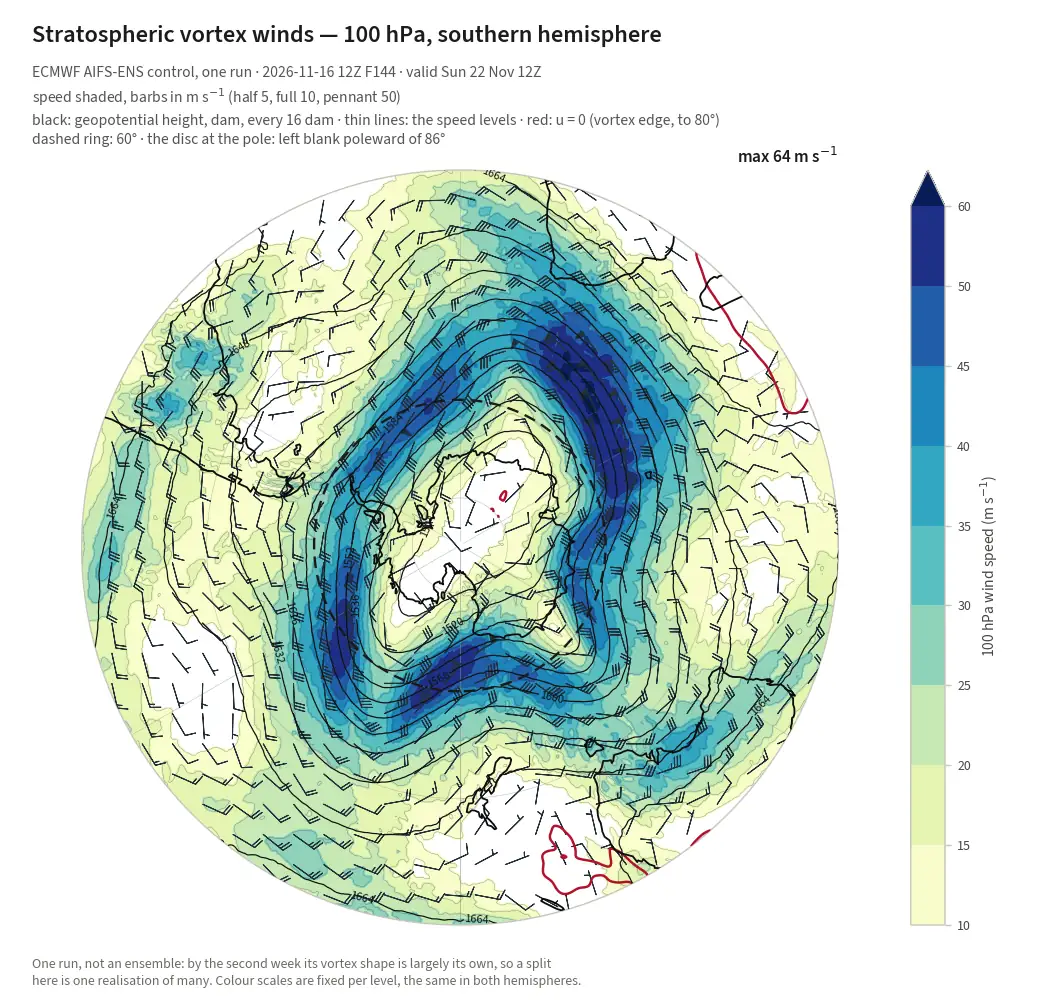 Stratospheric vortex winds — 100 hPa, southern hemisphere
ECMWF AIFS-ENS control, one run · 2026-11-16 12Z F144 · valid Sun 22 Nov 12Z
speed shaded, barbs in m s⁻¹ (half 5, full 10, pennant 50)
black: geopotential height, dam, every 16 dam · thin lines: the speed levels · red: u = 0 (vortex edge, to 80°)
dashed ring: 60° · the disc at the pole: left blank poleward of 86°
max 64 m s⁻¹
1664
60
50
45
1648
40
100 hPa wind speed (m s⁻¹)
1664
35
1552
1536
30
1520
1632
25
1664
20
15
1664
1664
10
One run, not an ensemble: by the second week its vortex shape is largely its own, so a split
here is one realisation of many. Colour scales are fixed per level, the same in both hemispheres.